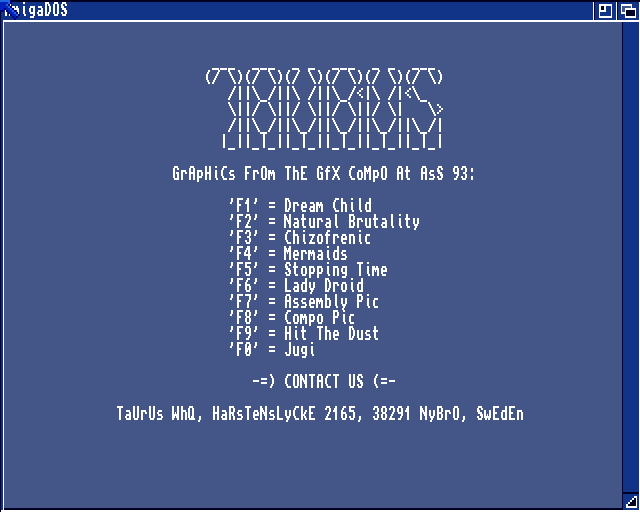 AmigaDOS
TAURUS
GrApHiCs FrOm ThE GfX CoMpO At AsS 93:
'F1' = Dream Child
'F2' = Natural Brutality
'F3' = Chizofrenic
'F4' = Mermaids
'F5' = Stopping Time
'F6' = Lady Droid
'F7' = Assembly Pic
'F8' = Compo Pic
'F9' = Hit The Dust
'F0' = Jugi
-=) CONTACT US (=-
TaUrUs WhQ, HaRsTeNsLyCkE 2165, 38291 NyBrO, SwEdEn